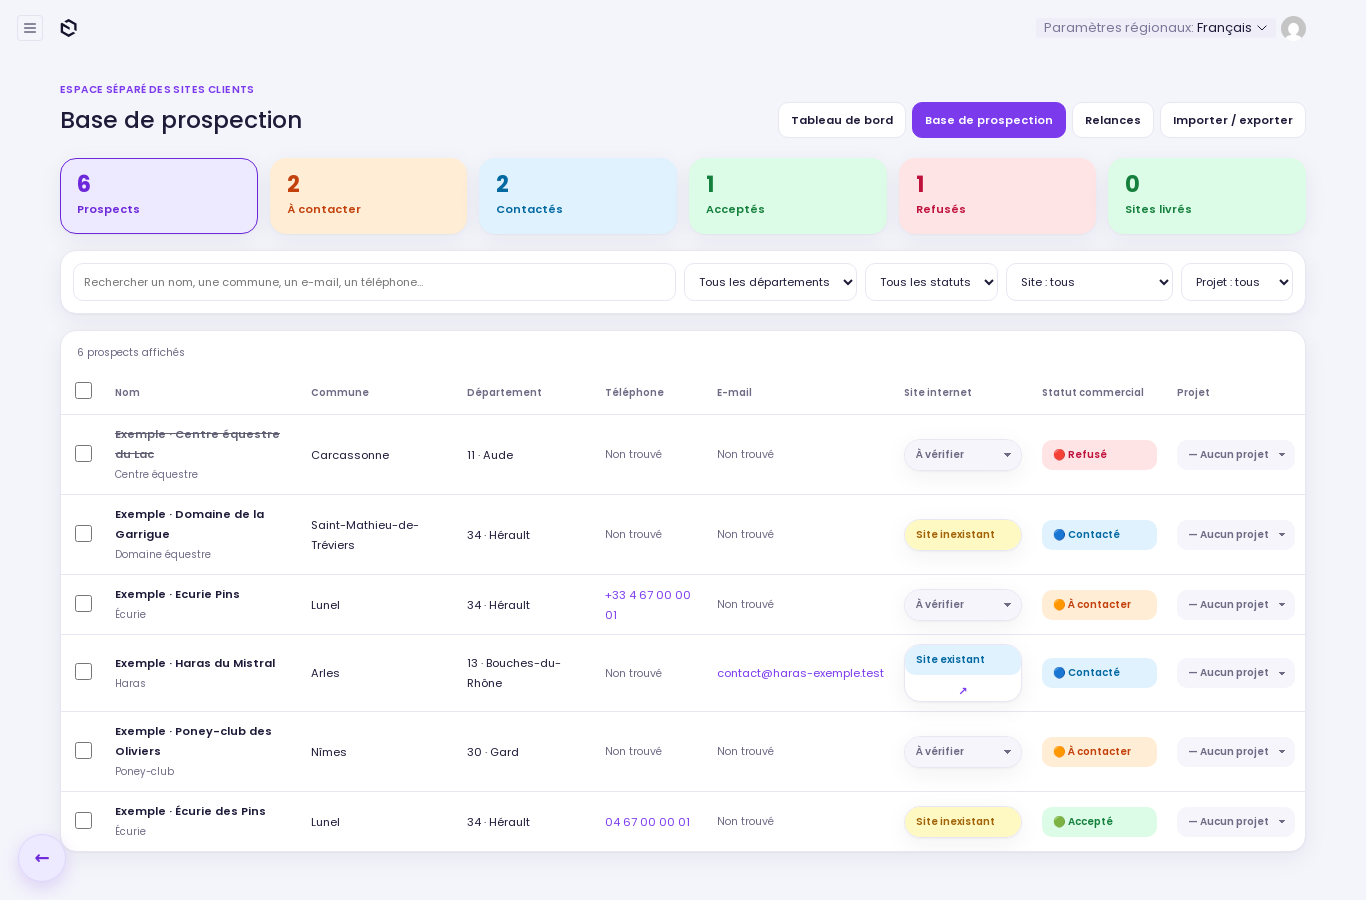 Paramètres régionaux: Français
ESPACE SÉPARÉ DES SITES CLIENTS
Base de prospection
Tableau de bord
Base de prospection
Relances
Importer / exporter
6
Prospects
2
À contacter
2
Contactés
1
Acceptés
1
Refusés
0
Sites livrés
Rechercher un nom, une commune, un e-mail, un téléphone…
Tous les départements
Tous les statuts
Site : tous
Projet : tous
6 prospects affichés
Nom
Commune
Département
Téléphone
E-mail
Site internet
Statut commercial
Projet
Exemple · Centre équestre
du Lac
Centre équestre
Carcassonne
11 · Aude
Non trouvé
Non trouvé
À vérifier
Refusé
— Aucun projet
Exemple · Domaine de la
Garrigue
Domaine équestre
Saint-Mathieu-de-
Tréviers
34 · Hérault
Non trouvé
Non trouvé
Site inexistant
Contacté
— Aucun projet
Exemple · Ecurie Pins
Écurie
Lunel
34 · Hérault
+33 4 67 00 00
01
Non trouvé
À vérifier
À contacter
— Aucun projet
Exemple · Haras du Mistral
Haras
Arles
13 · Bouches-du-
Rhône
Non trouvé
contact@haras-exemple.test
Site existant
↗
Contacté
— Aucun projet
Exemple · Poney-club des
Oliviers
Poney-club
Nîmes
30 · Gard
Non trouvé
Non trouvé
À vérifier
À contacter
— Aucun projet
Exemple · Écurie des Pins
Écurie
Lunel
34 · Hérault
04 67 00 00 01
Non trouvé
Site inexistant
Accepté
— Aucun projet